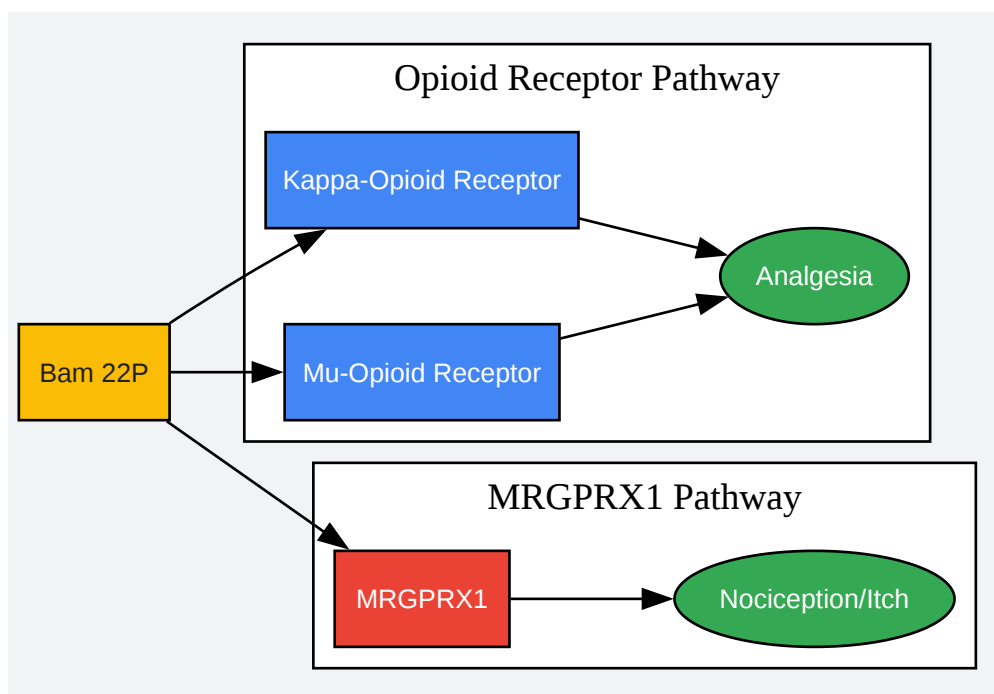 Opioid Receptor Pathway
Kappa-Opioid Receptor
Analgesia
Bam 22P
Mu-Opioid Receptor
MRGPRX1 Pathway
MRGPRX1
Nociception/Itch